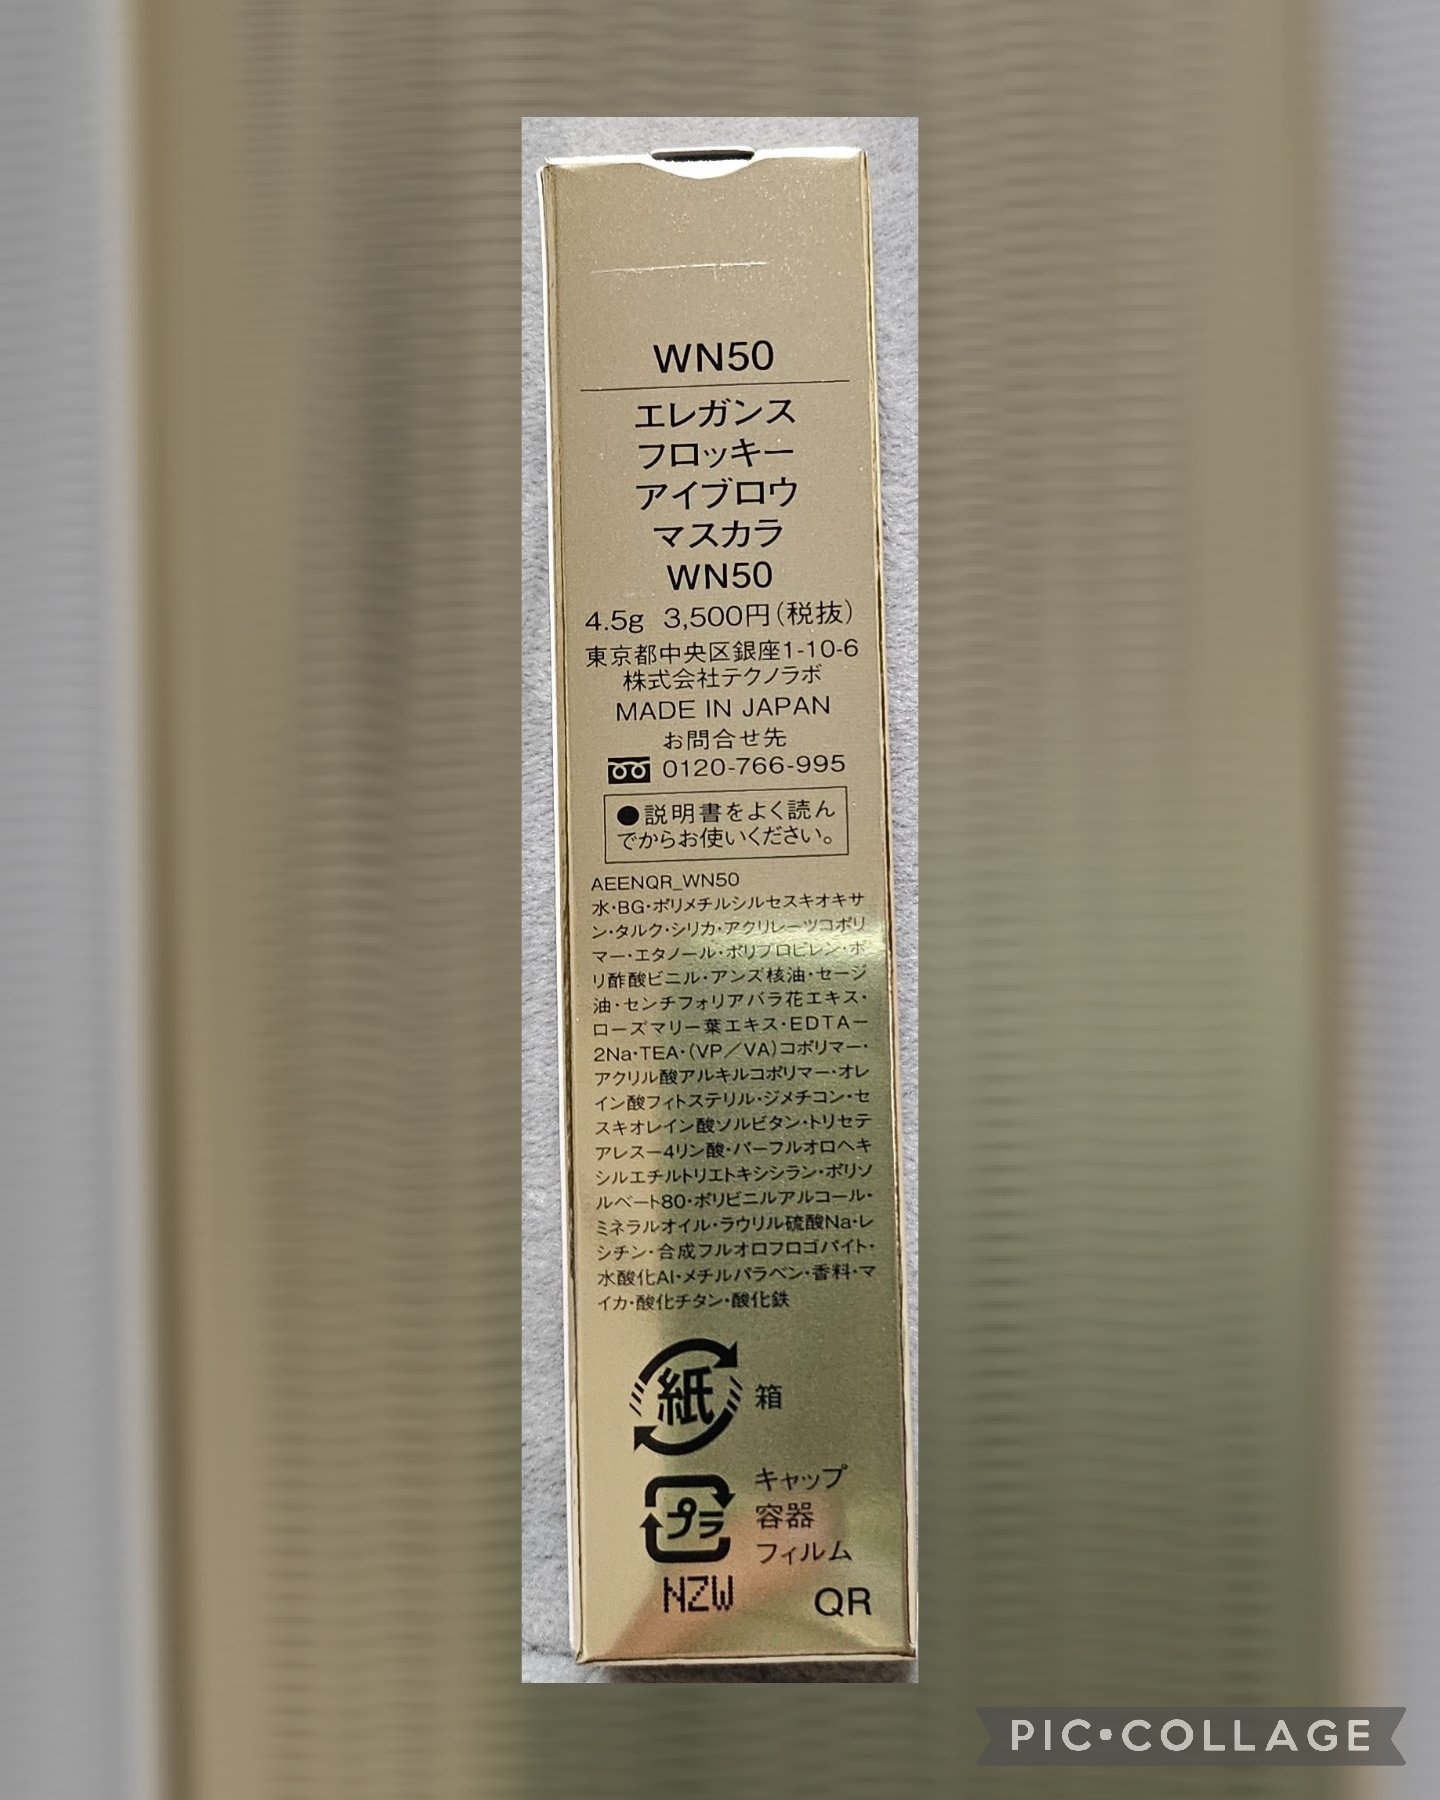 WN50
エレガンス
フロッキー
アイブロウ
マスカラ
WN50
4.5g 3,500円(税抜)
東京都中央区銀座1-10-6
株式会社テクノラボ
MADE IN JAPAN
お問合せ先
0120-766-995
●説明書をよく読ん
でからお使いください。
AEENQR_WN50
水・BG・ポリメチルシルセスキオキサ
ン・タルク・シリカ・アクリレーツコポリ
マー・エタノール・ポリプロピレン・ポ
リ酢酸ビニル・アンズ核油・セージ
油・センチフォリアバラ花エキス・
ローズマリー葉エキス・EDTAー
2Na・TEA・(VP/VA)コポリマー・
アクリル酸アルキルコポリマー・オレ
イン酸フィトステリル・ジメチコン・セ
スキオレイン酸ソルビタン・トリセテ
アレスー4リン酸・パーフルオロヘキ
シルエチルトリエトキシシラン・ポリソ
ルベート80・ポリビニルアルコール・
ミネラルオイル・ラウリル硫酸Na・レ
シチン・合成フルオロフロゴパイト・
水酸化Al・メチルパラベン・香料・マ
イカ・酸化チタン・酸化鉄
紙 箱
プラ キャップ
容器
フィルム
NZW QR
PIC•COLLAGE